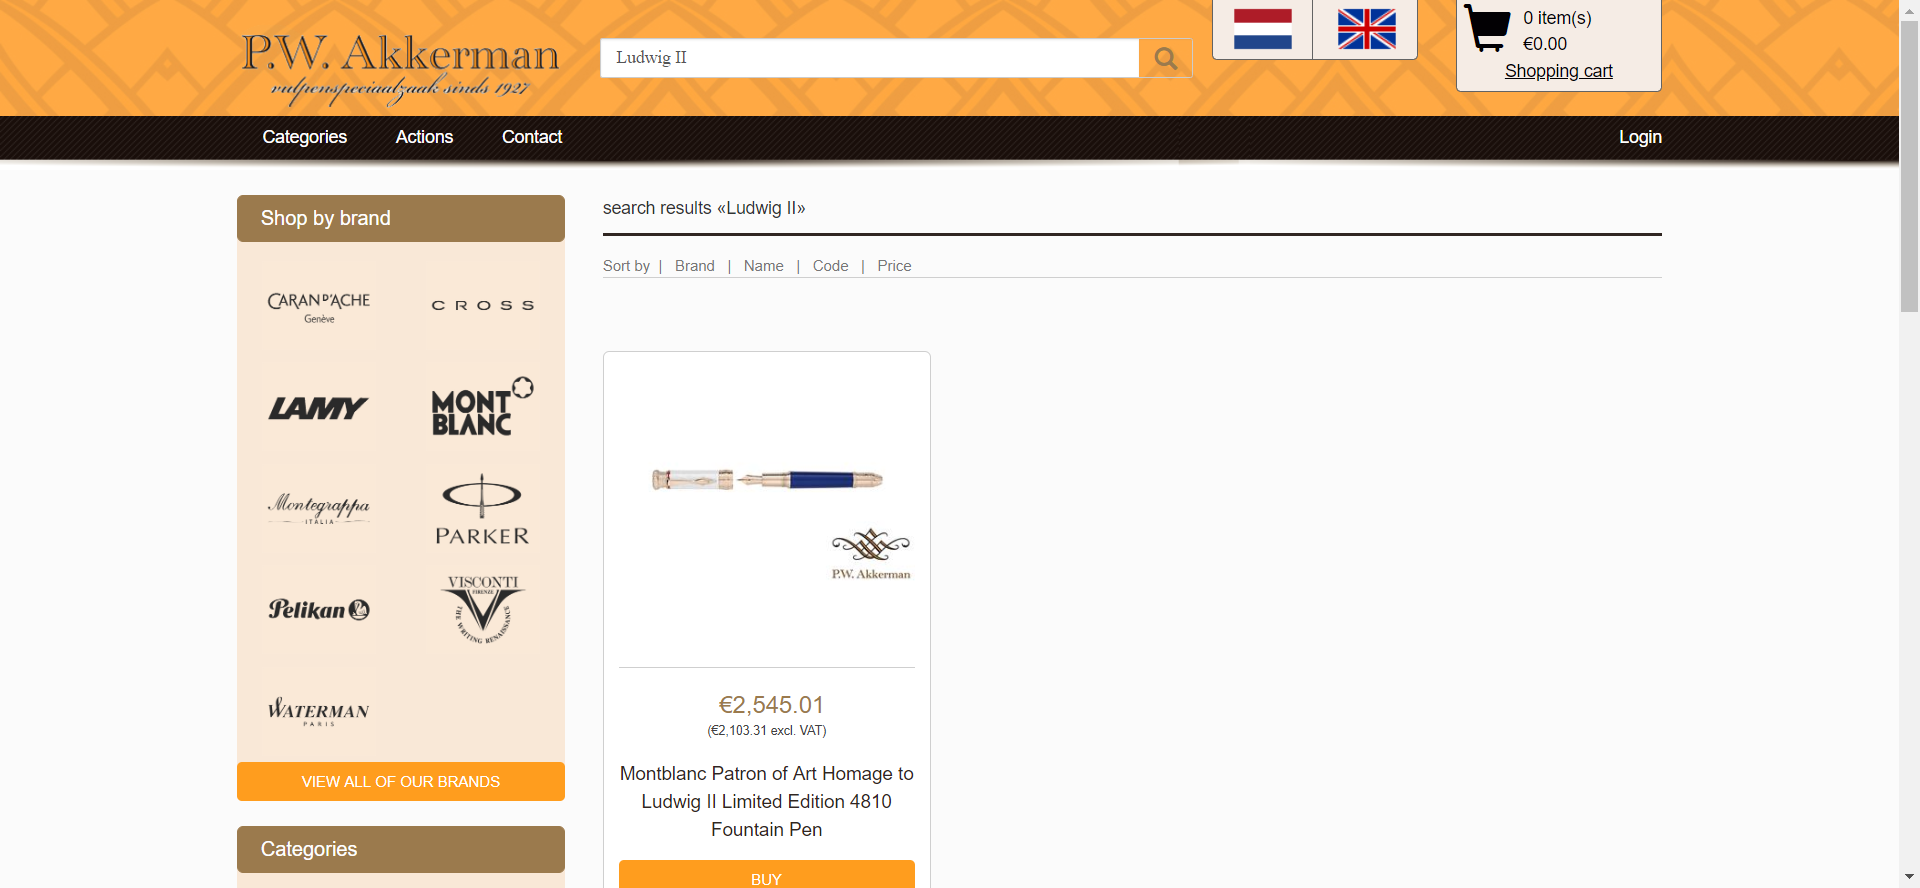 P.W. Akkerman
vulpenspeciaalzaak sinds 1927
Ludwig II
0 item(s)
€0.00
Shopping cart
Categories
Actions
Contact
Login
Shop by brand
CARAN D'ACHE
Genève
CROSS
LAMY
MONT
BLANC
Montegrappa
ITALIA
PARKER
Pelikan
VISCONTI
FIRENZE
THE WRITING RENAISSANCE
WATERMAN
PARIS
VIEW ALL OF OUR BRANDS
Categories
search results «Ludwig II»
Sort by | Brand | Name | Code | Price
P.W. Akkerman
€2,545.01
(€2,103.31 excl. VAT)
Montblanc Patron of Art Homage to
Ludwig II Limited Edition 4810
Fountain Pen
BUY